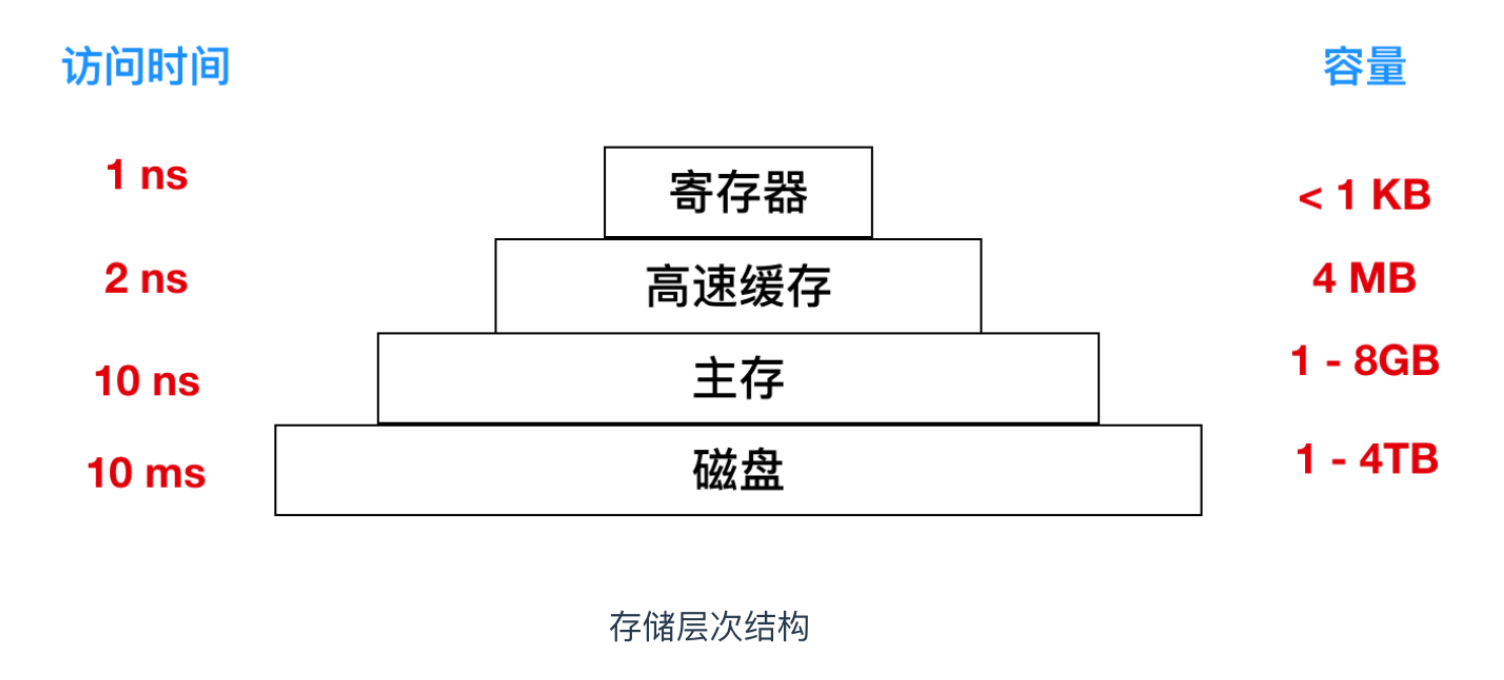 访问时间 容量
1 ns 寄存器 < 1 KB
2 ns 高速缓存 4 MB
10 ns 主存 1 - 8GB
10 ms 磁盘 1 - 4TB
存储层次结构